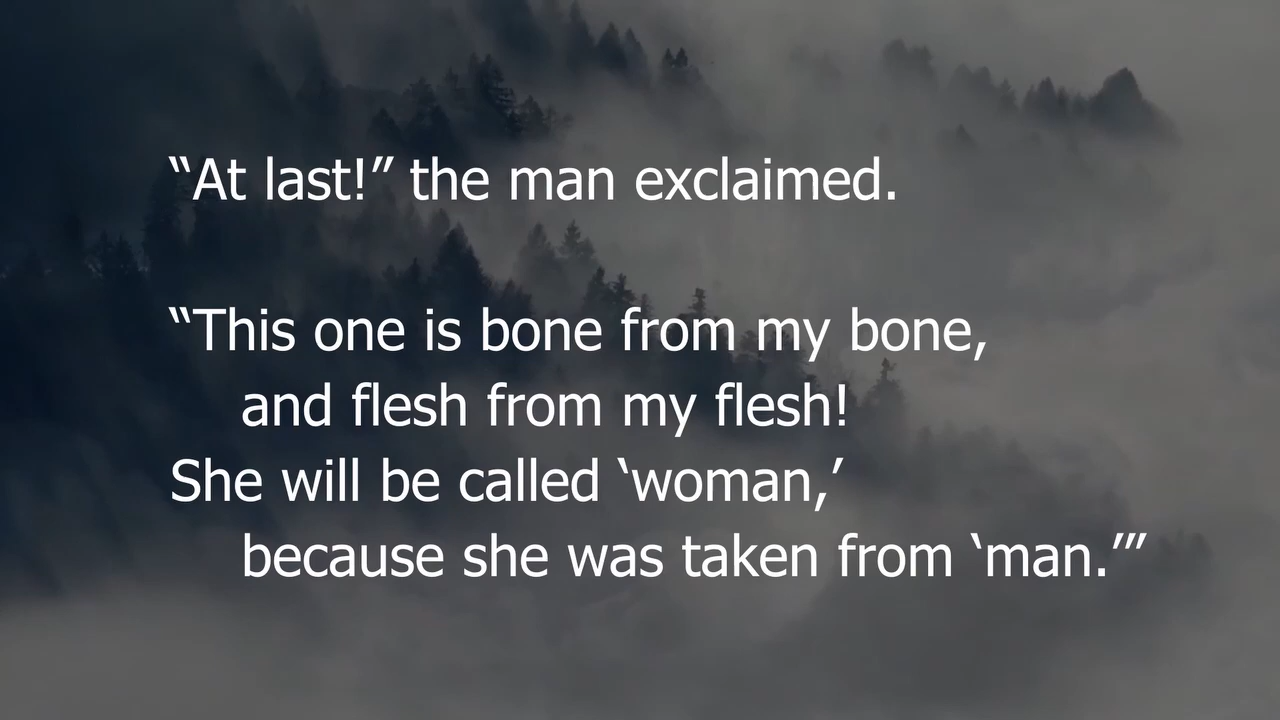 “At last!” the man exclaimed.
“This one is bone from my bone,
and flesh from my flesh!
She will be called ‘woman,’
because she was taken from ‘man.’”